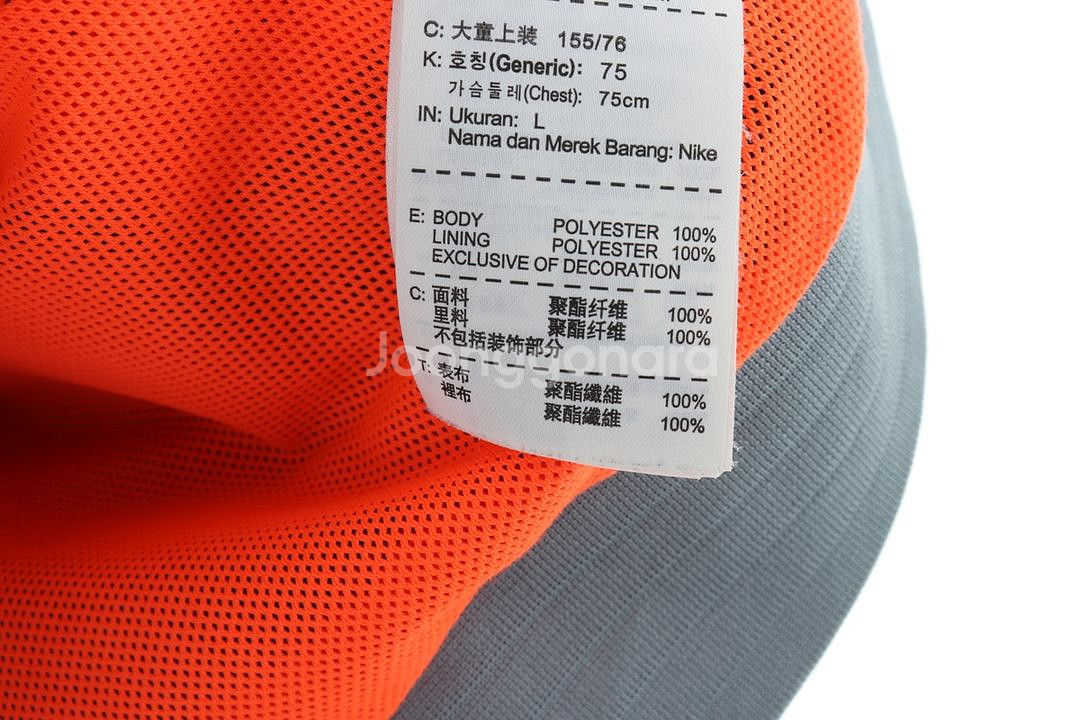 C: 大童上装 155/76
K: 호칭(Generic): 75
가슴둘레(Chest): 75cm
IN: Ukuran: L
Nama dan Merek Barang: Nike
E: BODY POLYESTER 100%
LINING POLYESTER 100%
EXCLUSIVE OF DECORATION
C: 面料 聚酯纤维 100%
里料 聚酯纤维 100%
不包括装饰部分
Joonggonara
T: 表布 聚酯纖維 100%
裡布 聚酯纖維 100%